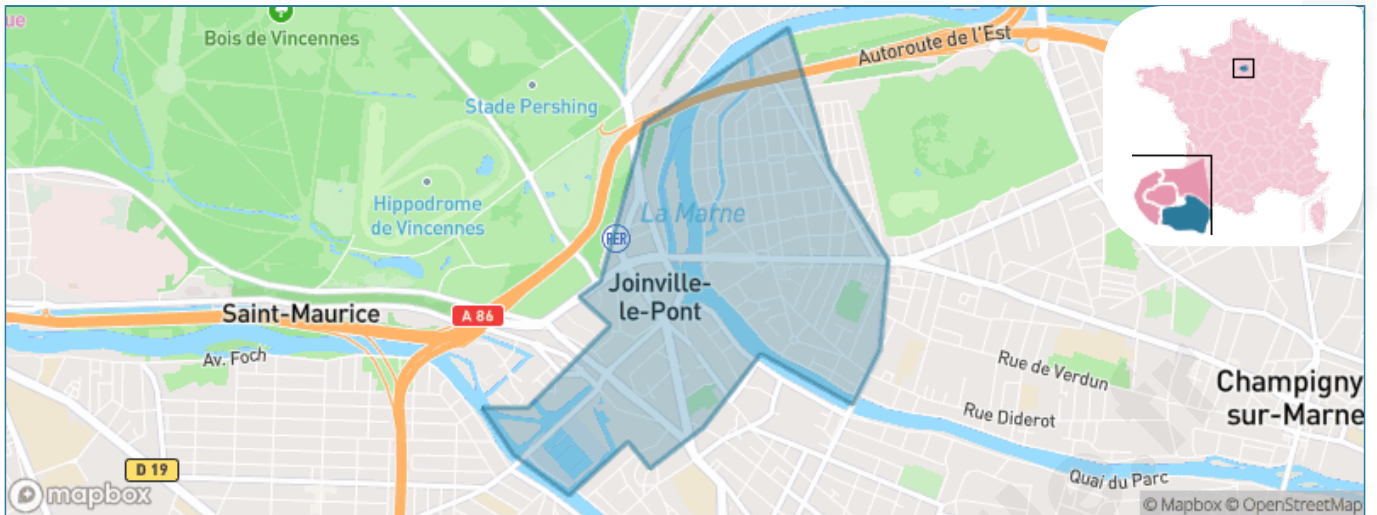 ue
Bois de Vincennes
Autoroute de l'Est
Stade Pershing
Hippodrome
de Vincennes
La Marne
RER
Joinville-
le-Pont
Saint-Maurice
A 86
Av. Foch
Rue de Verdun
Champigny
sur-Marne
Rue Diderot
D 19
Quai du Parc
mapbox
© Mapbox © OpenStreetMap